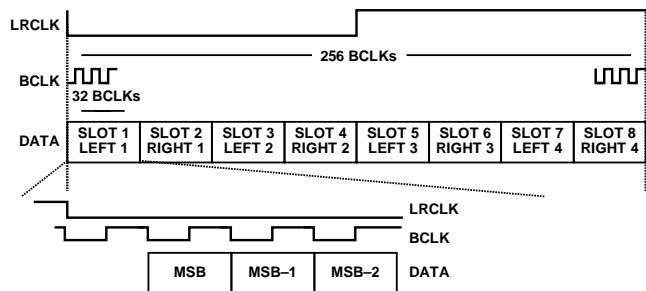 LRCLK
256 BCLKs
BCLK
32 BCLKs
DATA
SLOT 1
LEFT 1
SLOT 2
RIGHT 1
SLOT 3
LEFT 2
SLOT 4
RIGHT 2
SLOT 5
LEFT 3
SLOT 6
RIGHT 3
SLOT 7
LEFT 4
SLOT 8
RIGHT 4
LRCLK
BCLK
MSB
MSB–1
MSB–2
DATA